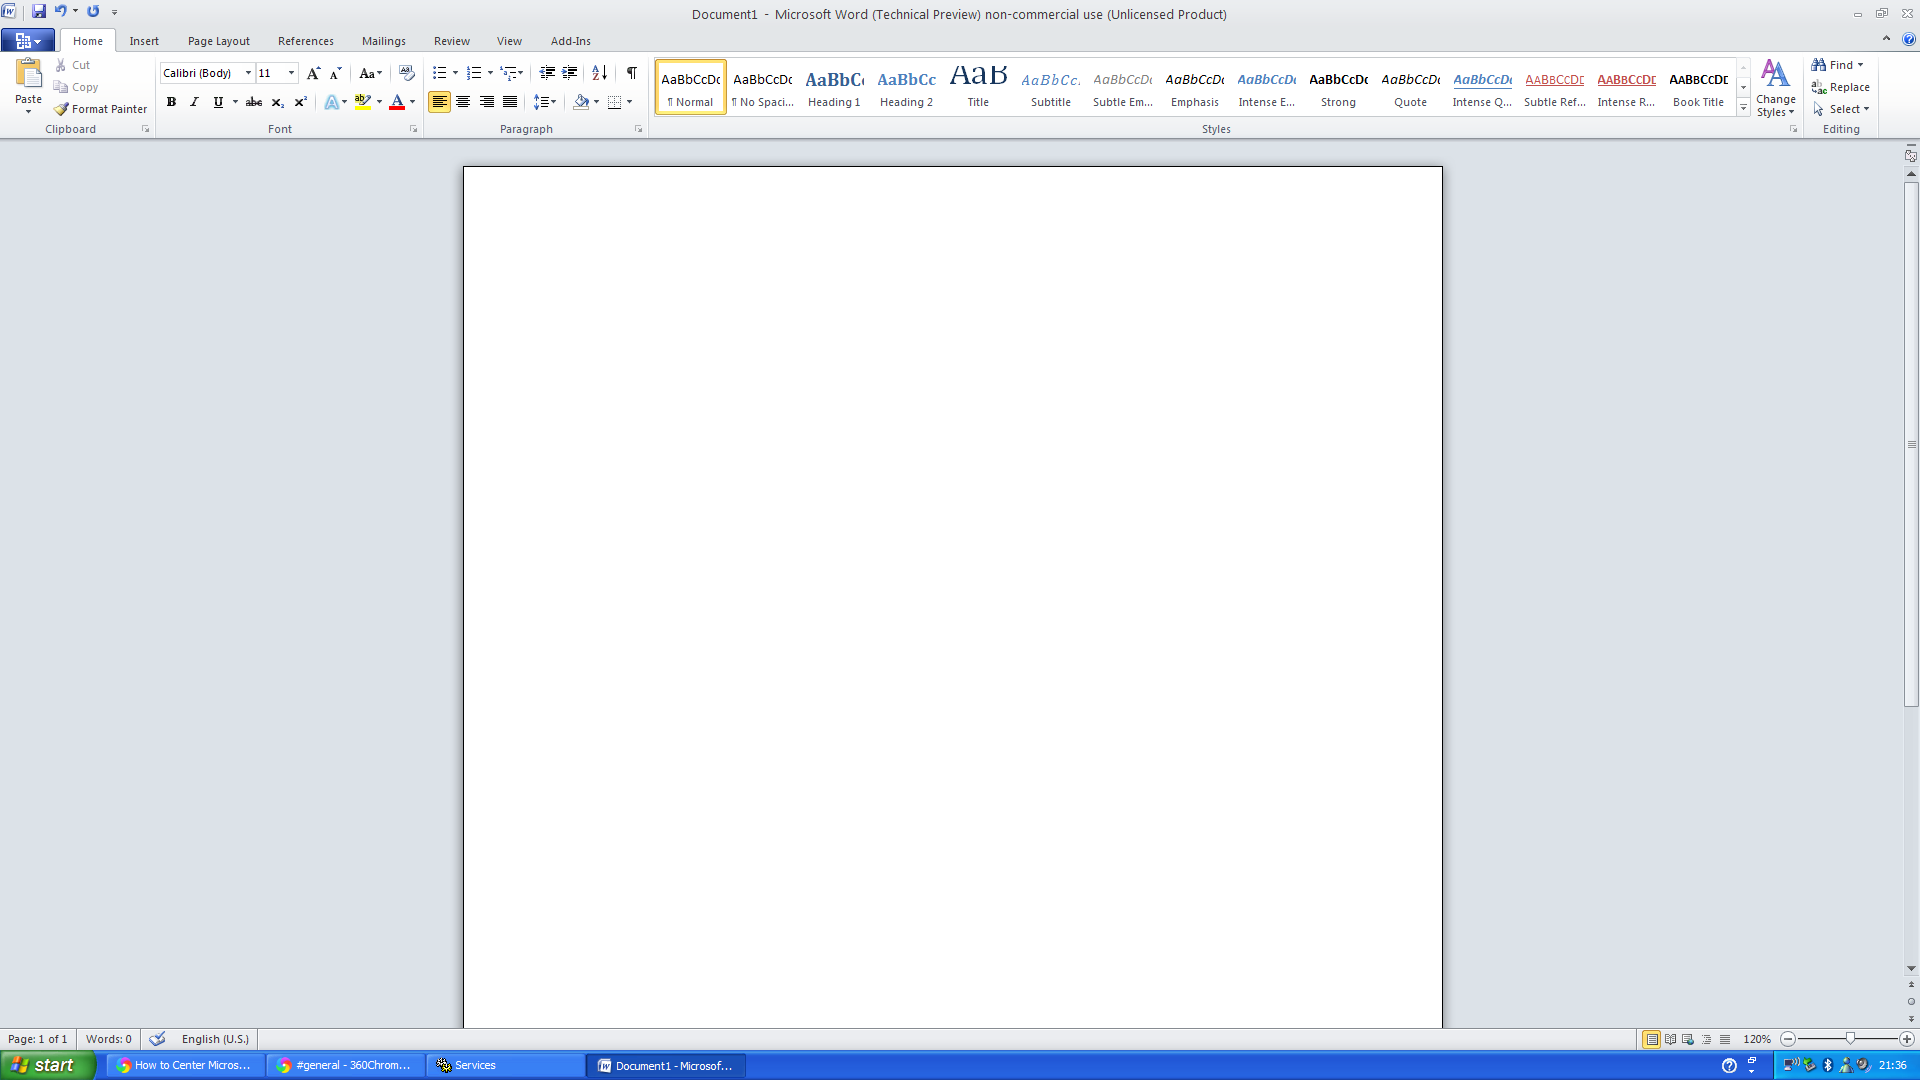 Document1 - Microsoft Word (Technical Preview) non-commercial use (Unlicensed Product)
Home Insert Page Layout References Mailings Review View Add-Ins
Paste
Cut
Copy
Format Painter
Clipboard
Calibri (Body) 11
Font
Paragraph
AaBbCcDc AaBbCcDc AaBbC AaBbCc AaB AaBbCc. AaBbCcDc AaBbCcDc AaBbCcDc AaBbCcDc AaBbCcDc AaBbCcDc AABBCCDE AABBCCDE AABBCCDE
¶ Normal ¶ No Spaci... Heading 1 Heading 2 Title Subtitle Subtle Em... Emphasis Intense E... Strong Quote Intense Q... Subtle Ref... Intense R... Book Title
Styles
Change
Styles
Find
Replace
Select
Editing
Page: 1 of 1 Words: 0 English (U.S.) 120%
start How to Center Micros... #general - 360Chrom... Services Document1 - Microsof... 21:36